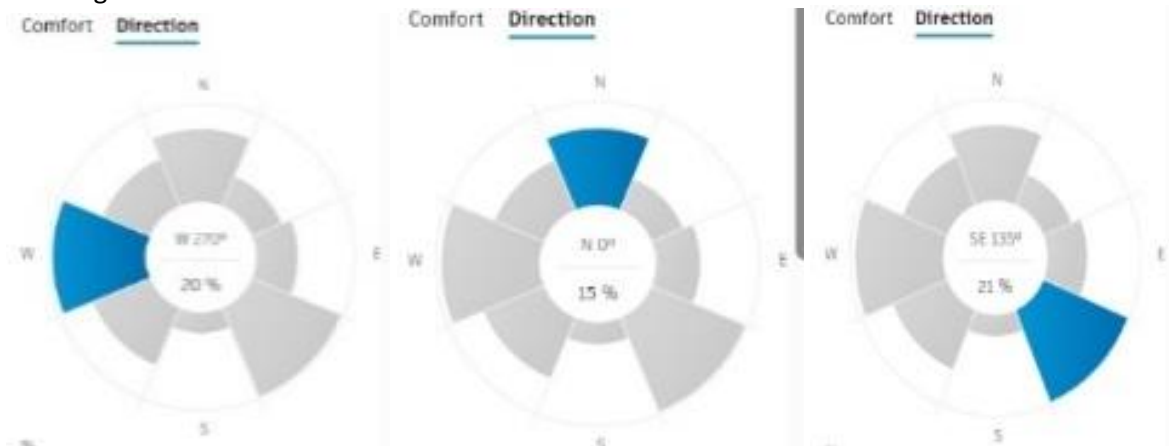 Comfort Direction
N
W
E
W 270º
20 %
S
Comfort Direction
N
W
E
N 0º
15 %
S
Comfort Direction
N
W
E
SE 135º
21 %
S